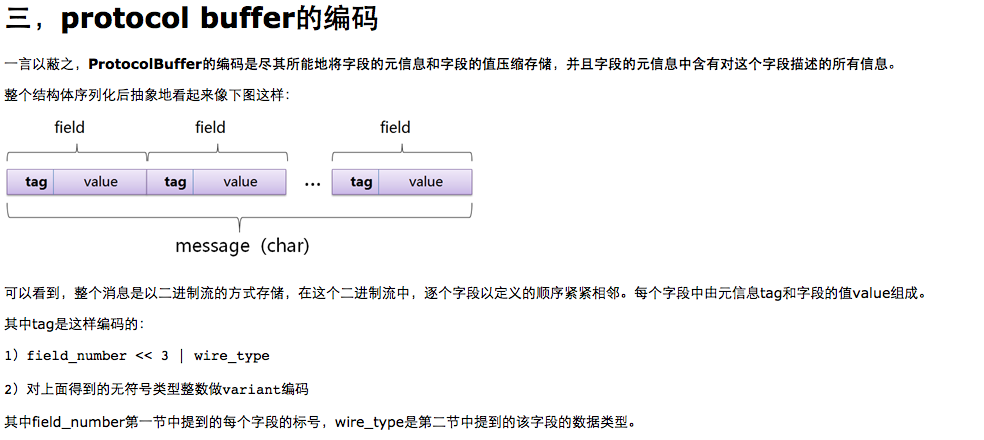 三，protocol buffer的编码
一言以蔽之，ProtocolBuffer的编码是尽其所能地将字段的元信息和字段的值压缩存储，并且字段的元信息中含有对这个字段描述的所有信息。
整个结构体序列化后抽象地看起来像下图这样：
field field field
tag value tag value ... tag value
message (char)
可以看到，整个消息是以二进制流的方式存储，在这个二进制流中，逐个字段以定义的顺序紧紧相邻。每个字段中由元信息tag和字段的值value组成。
其中tag是这样编码的：
1）field_number << 3 | wire_type
2）对上面得到的无符号类型整数做variant编码
其中field_number第一节中提到的每个字段的标号，wire_type是第二节中提到的该字段的数据类型。